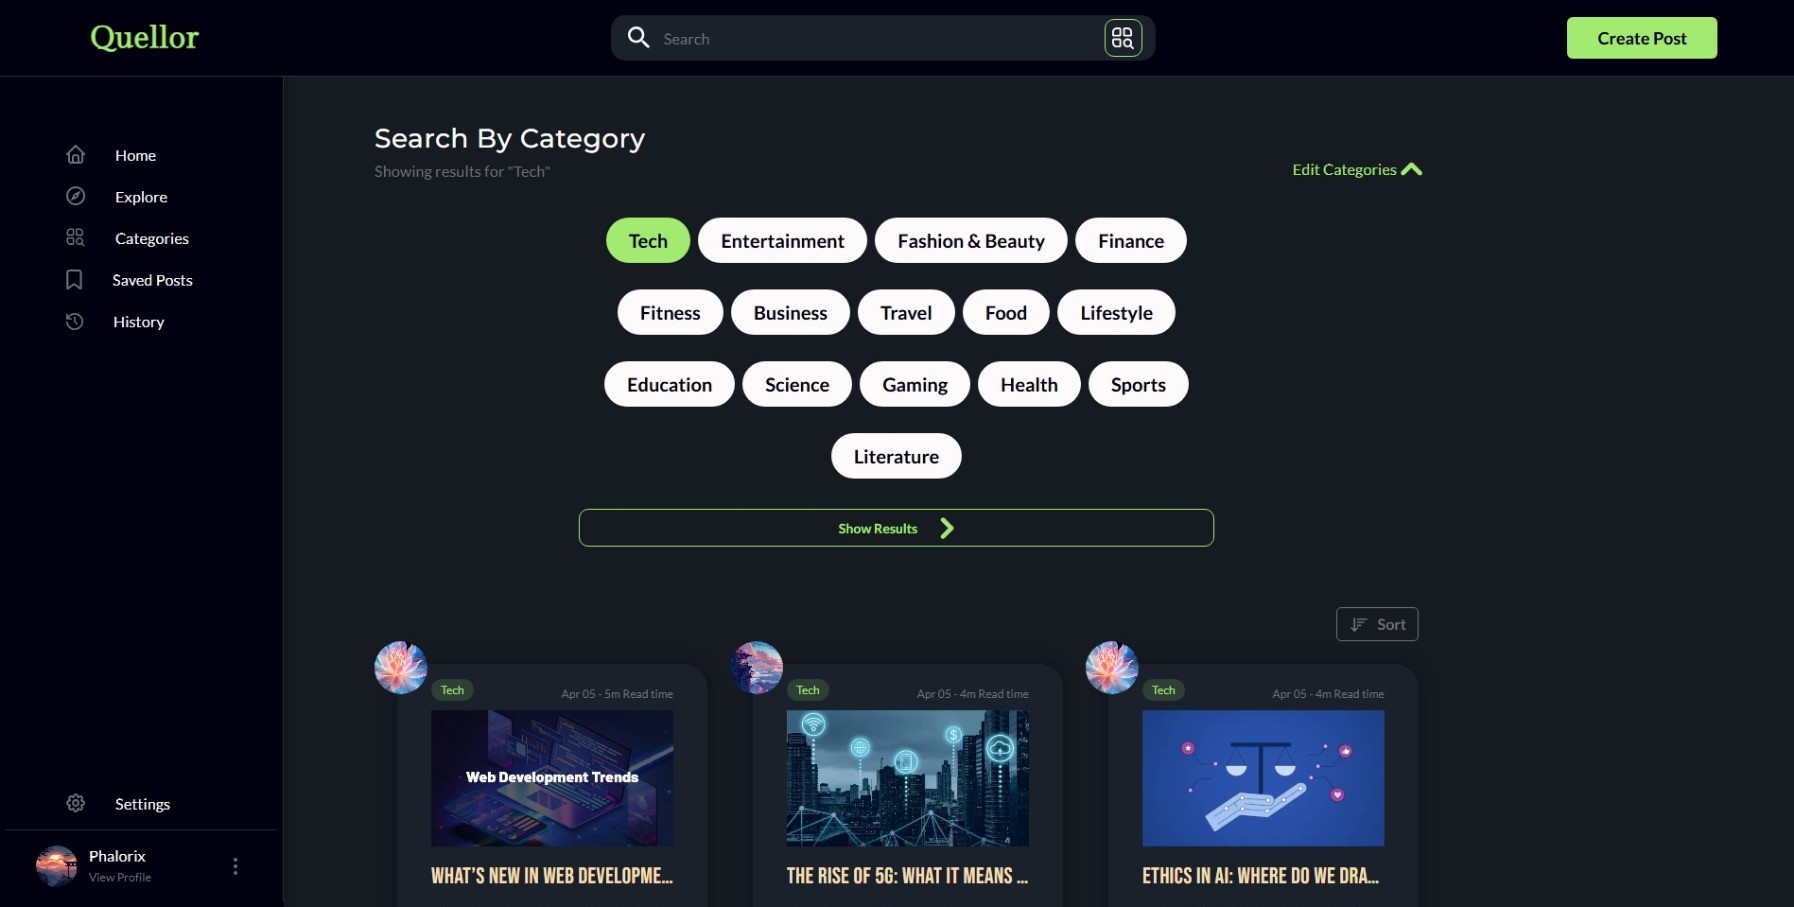 Quellor
Search
Create Post
Home
Explore
Categories
Saved Posts
History
Settings
Phalorix
View Profile
Search By Category
Showing results for "Tech"
Edit Categories
Tech Entertainment Fashion & Beauty Finance
Fitness Business Travel Food Lifestyle
Education Science Gaming Health Sports
Literature
Show Results
Sort
Tech
Apr 05 - 5m Read time
Web Development Trends
WHAT'S NEW IN WEB DEVELOPME...
Tech
Apr 05 - 4m Read time
$
THE RISE OF 5G: WHAT IT MEANS ...
Tech
Apr 05 - 4m Read time
ETHICS IN AI: WHERE DO WE DRA...